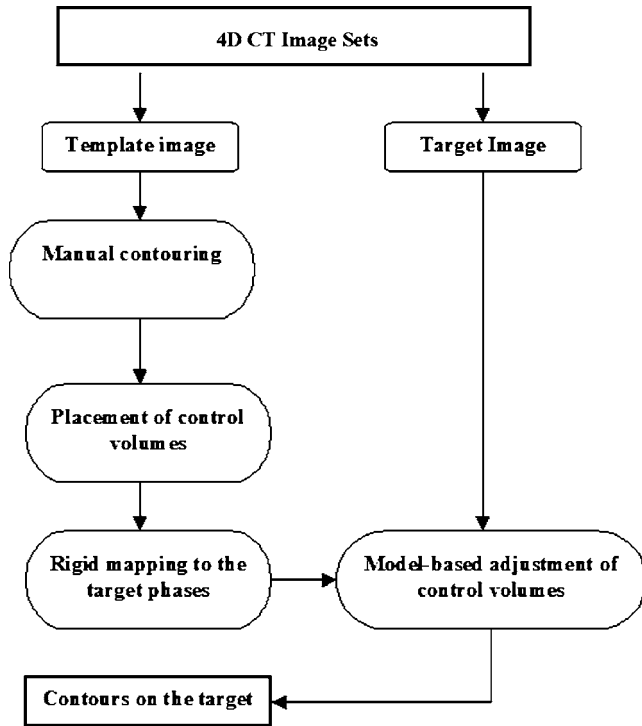 4D CT Image Sets
Template image
Target Image
Manual contouring
Placement of control
volumes
Rigid mapping to the
target phases
Model-based adjustment of
control volumes
Contours on the target